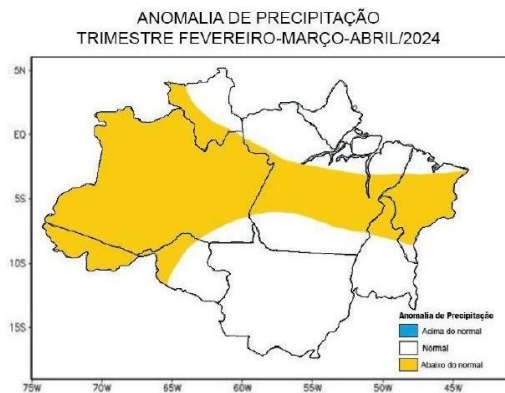 ANOMALIA DE PRECIPITAÇÃO
TRIMESTRE FEVEREIRO-MARÇO-ABRIL/2024
5N
EQ
5S
10S
15S
Anomalia de Precipitação
Acima do normal
Normal
Abaixo do normal
75W 70W 65W 60W 55W 50W 45W